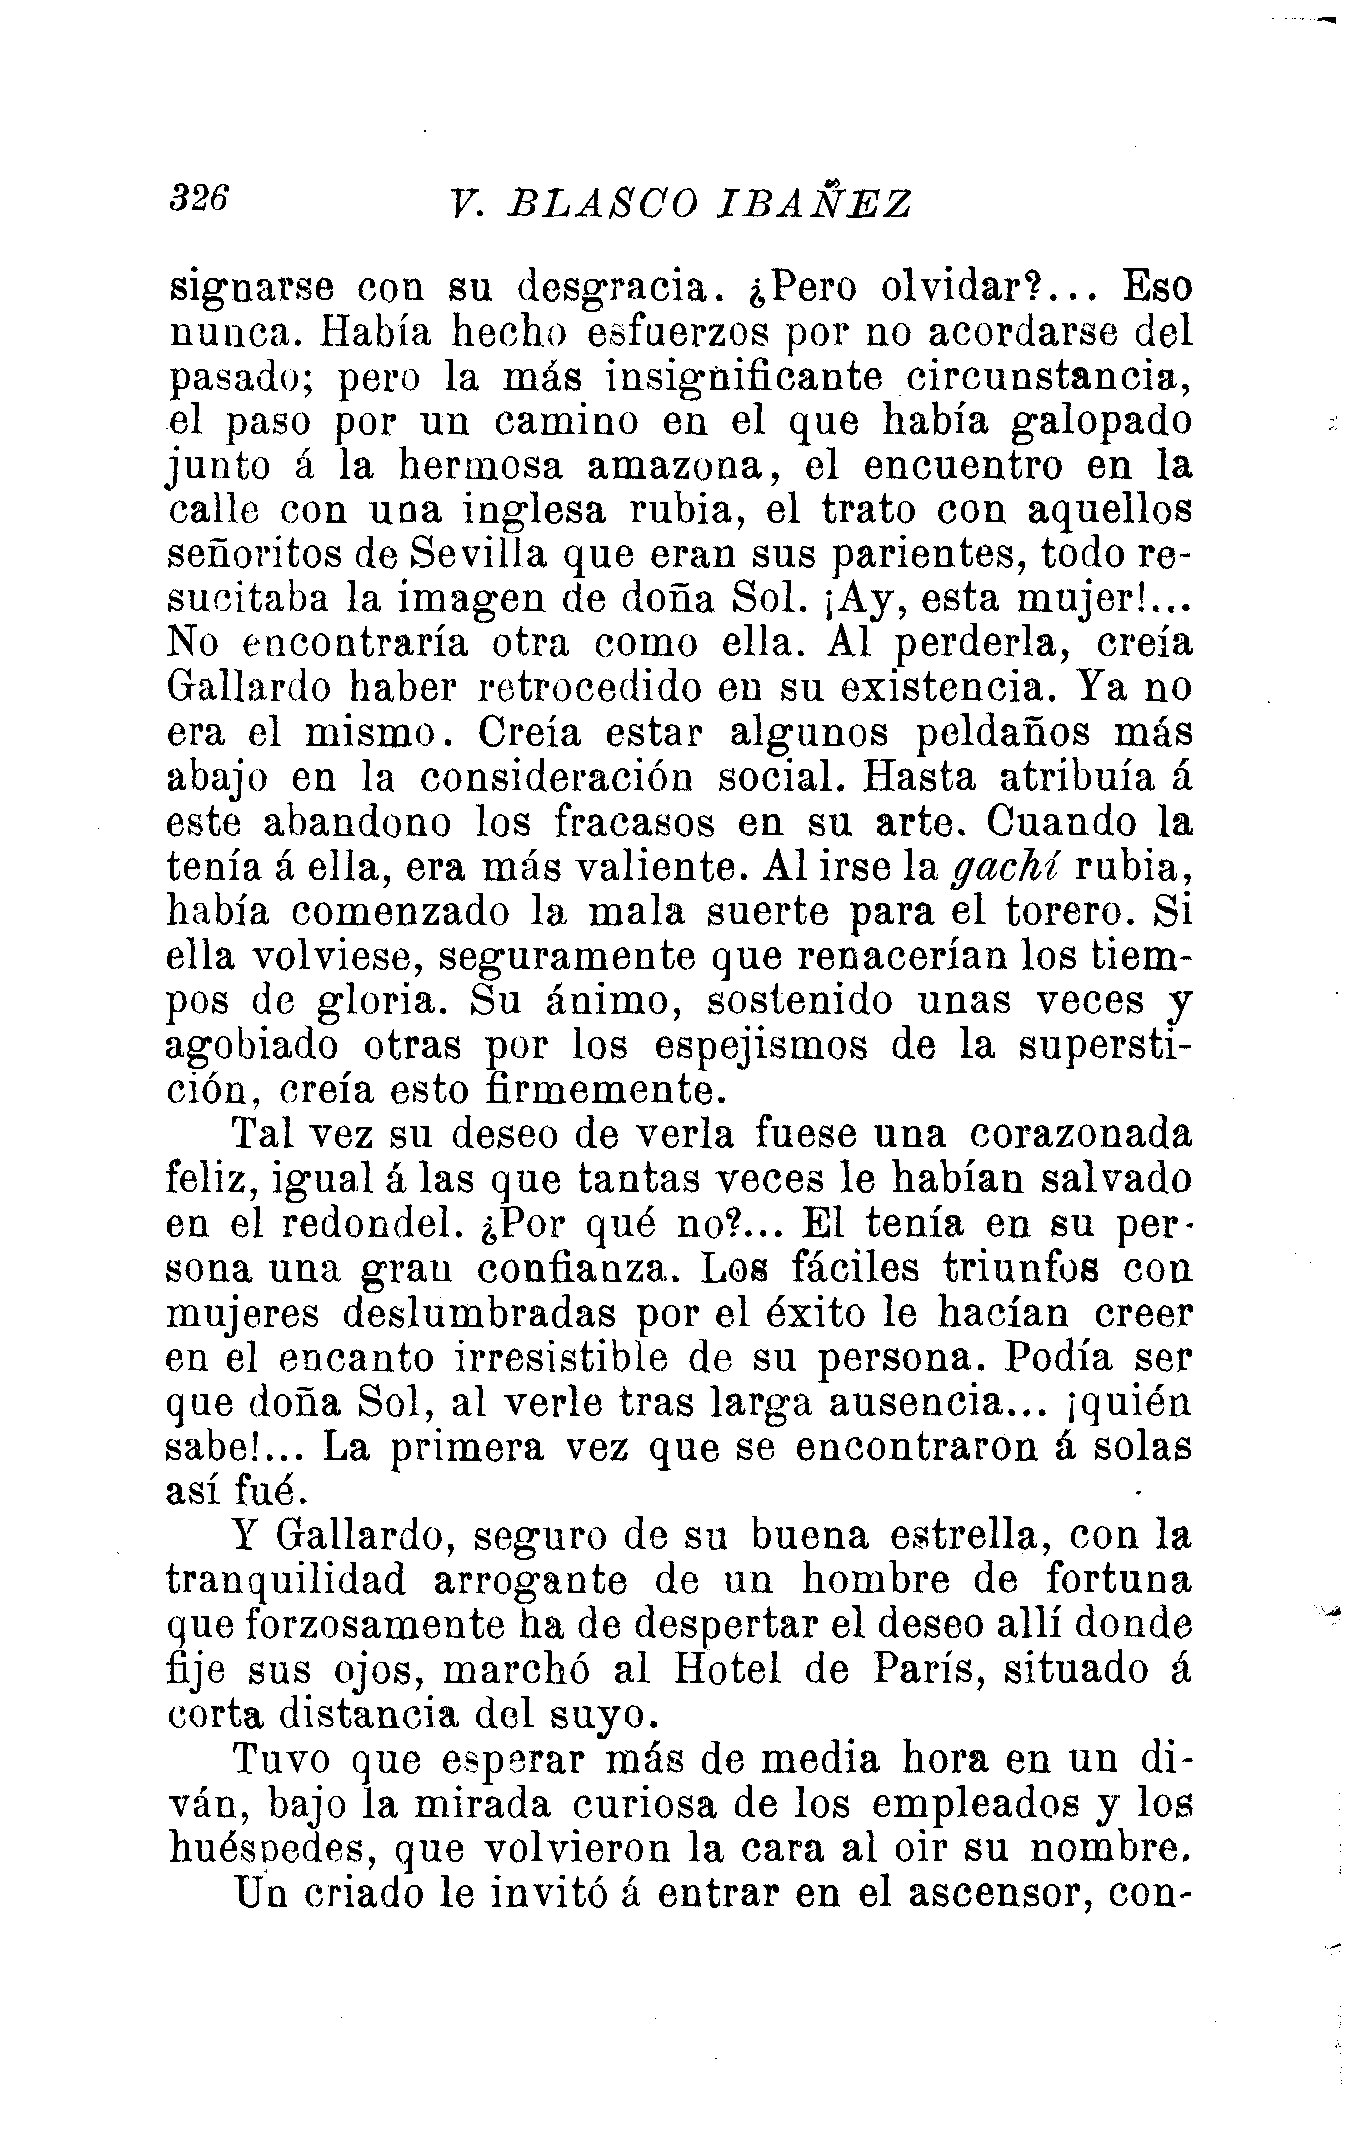 326 V. BLASCO IBAÑEZ
signarse con su desgracia. ¿Pero olvidar?... Eso
nunca. Había hecho esfuerzos por no acordarse del
pasado; pero la más insignificante circunstancia,
el paso por un camino en el que había galopado
junto á la hermosa amazona, el encuentro en la
calle con una inglesa rubia, el trato con aquellos
señoritos de Sevilla que eran sus parientes, todo re-
sucitaba la imagen de doña Sol. ¡Ay, esta mujer!...
No encontraría otra como ella. Al perderla, creía
Gallardo haber retrocedido en su existencia. Ya no
era el mismo. Creía estar algunos peldaños más
abajo en la consideración social. Hasta atribuía á
este abandono los fracasos en su arte. Cuando la
tenía á ella, era más valiente. Al irse la gachí rubia,
había comenzado la mala suerte para el torero. Si
ella volviese, seguramente que renacerían los tiem-
pos de gloria. Su ánimo, sostenido unas veces y
agobiado otras por los espejismos de la supersti-
ción, creía esto firmemente.
Tal vez su deseo de verla fuese una corazonada
feliz, igual á las que tantas veces le habían salvado
en el redondel. ¿Por qué no?... El tenía en su per-
sona una gran confianza. Los fáciles triunfos con
mujeres deslumbradas por el éxito le hacían creer
en el encanto irresistible de su persona. Podía ser
que doña Sol, al verle tras larga ausencia... ¡quién
sabe!... La primera vez que se encontraron á solas
así fué.
Y Gallardo, seguro de su buena estrella, con la
tranquilidad arrogante de un hombre de fortuna
que forzosamente ha de despertar el deseo allí donde
fije sus ojos, marchó al Hotel de París, situado á
corta distancia del suyo.
Tuvo que esperar más de media hora en un di-
ván, bajo la mirada curiosa de los empleados y los
huéspedes, que volvieron la cara al oir su nombre.
Un criado le invitó á entrar en el ascensor, con-